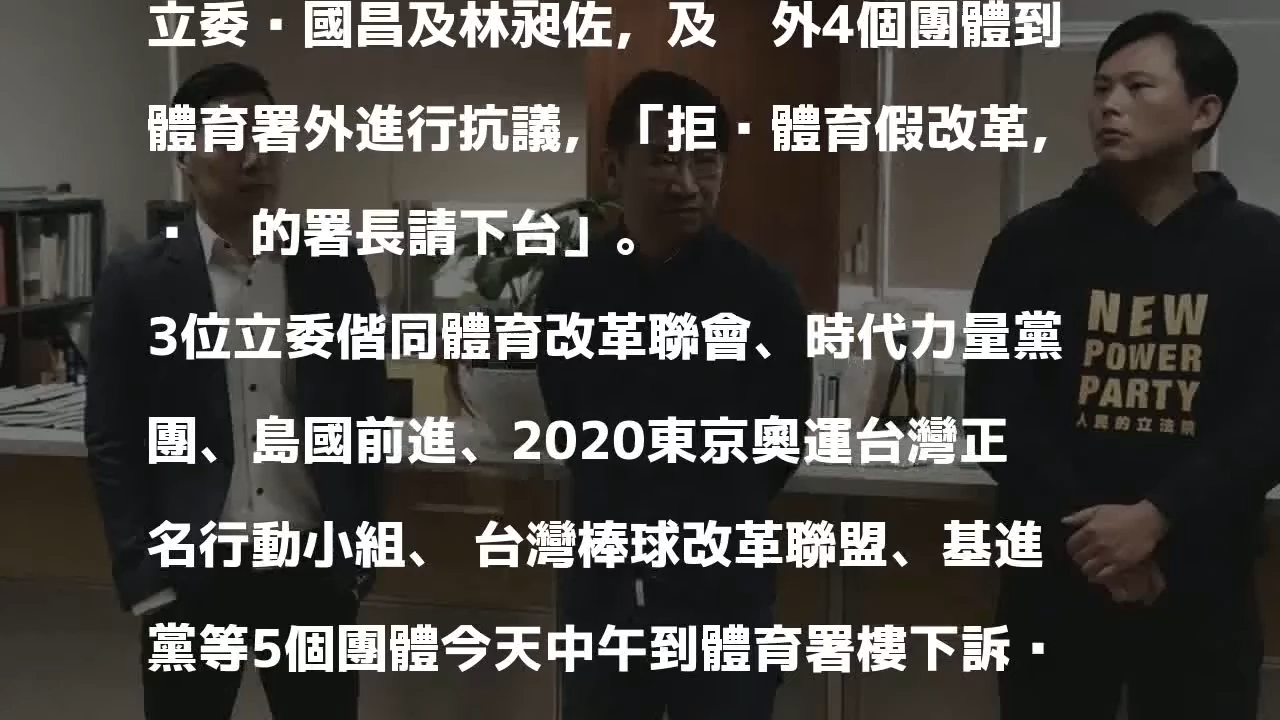 立委▪國昌及林昶佐，及　外4個團體到
體育署外進行抗議，「拒▪體育假改革，
▪　的署長請下台」。
3位立委偕同體育改革聯會、時代力量黨
團、島國前進、2020東京奧運台灣正
名行動小組、 台灣棒球改革聯盟、基進
黨等5個團體今天中午到體育署樓下訴▪
NEW
POWER
PARTY
人民的立法院